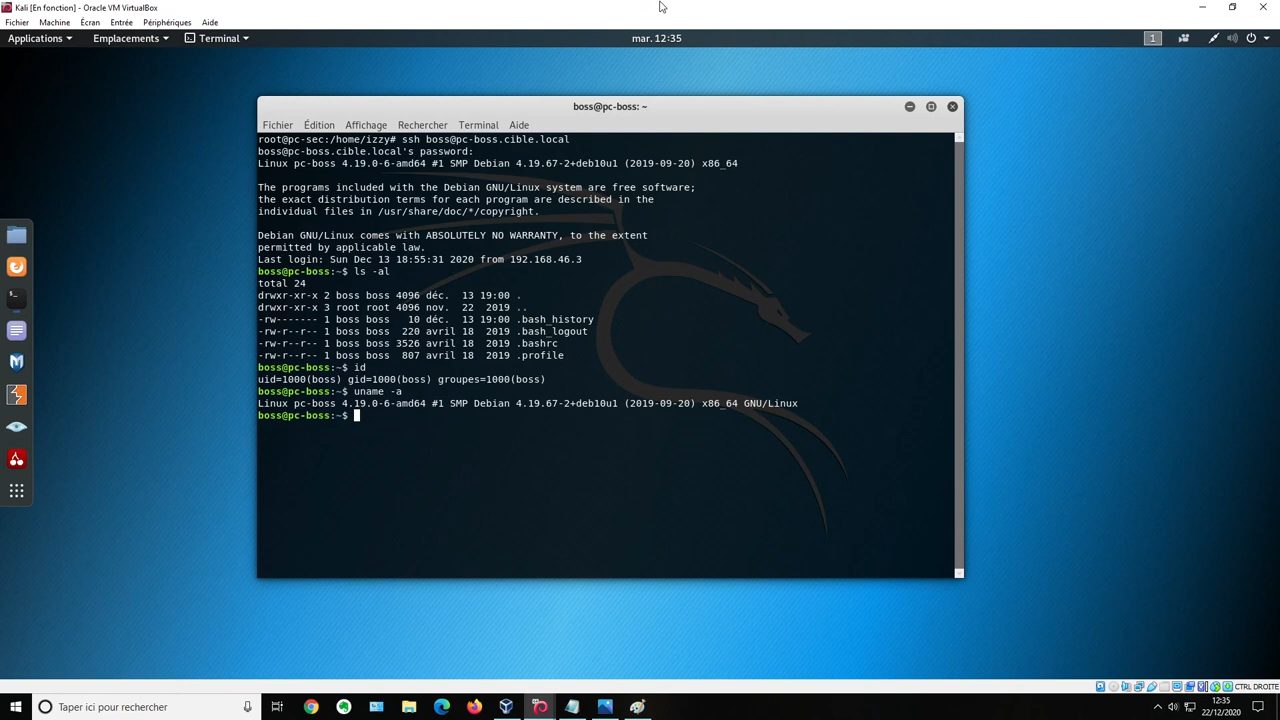 Kali [En fonction] - Oracle VM VirtualBox
Fichier Machine Écran Entrée Périphériques Aide
Applications Emplacements Terminal mar. 12:35 1
boss@pc-boss: ~
Fichier Édition Affichage Rechercher Terminal Aide
root@pc-sec:/home/izzy# ssh boss@pc-boss.cible.local
boss@pc-boss.cible.local's password:
Linux pc-boss 4.19.0-6-amd64 #1 SMP Debian 4.19.67-2+deb10u1 (2019-09-20) x86_64
The programs included with the Debian GNU/Linux system are free software;
the exact distribution terms for each program are described in the
individual files in /usr/share/doc/*/copyright.
Debian GNU/Linux comes with ABSOLUTELY NO WARRANTY, to the extent
permitted by applicable law.
Last login: Sun Dec 13 18:55:31 2020 from 192.168.46.3
boss@pc-boss:~$ ls -al
total 24
drwxr-xr-x 2 boss boss 4096 déc. 13 19:00 .
drwxr-xr-x 3 root root 4096 nov. 22 2019 ..
-rw------- 1 boss boss 10 déc. 13 19:00 .bash_history
-rw-r--r-- 1 boss boss 220 avril 18 2019 .bash_logout
-rw-r--r-- 1 boss boss 3526 avril 18 2019 .bashrc
-rw-r--r-- 1 boss boss 807 avril 18 2019 .profile
boss@pc-boss:~$ id
uid=1000(boss) gid=1000(boss) groupes=1000(boss)
boss@pc-boss:~$ uname -a
Linux pc-boss 4.19.0-6-amd64 #1 SMP Debian 4.19.67-2+deb10u1 (2019-09-20) x86_64 GNU/Linux
boss@pc-boss:~$
CTRL DROITE
Taper ici pour rechercher
12:35
22/12/2020